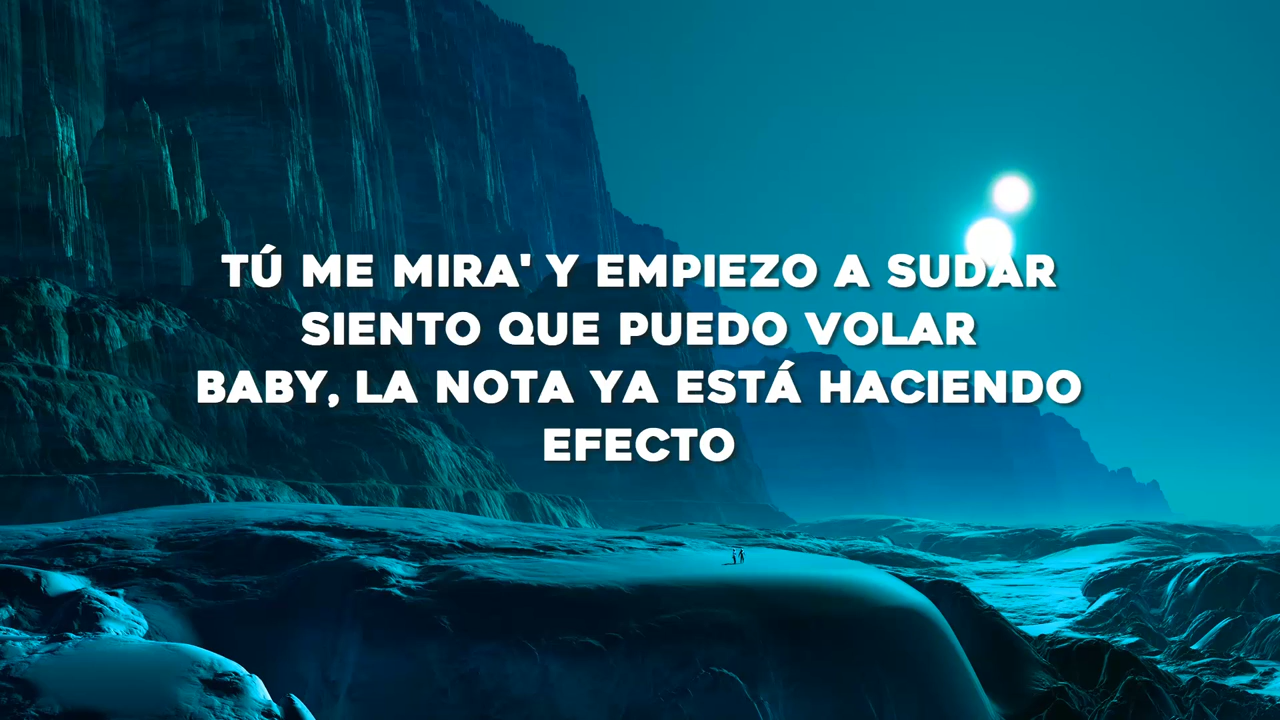 TÚ ME MIRA' Y EMPIEZO A SUDAR
SIENTO QUE PUEDO VOLAR
BABY, LA NOTA YA ESTÁ HACIENDO
EFECTO